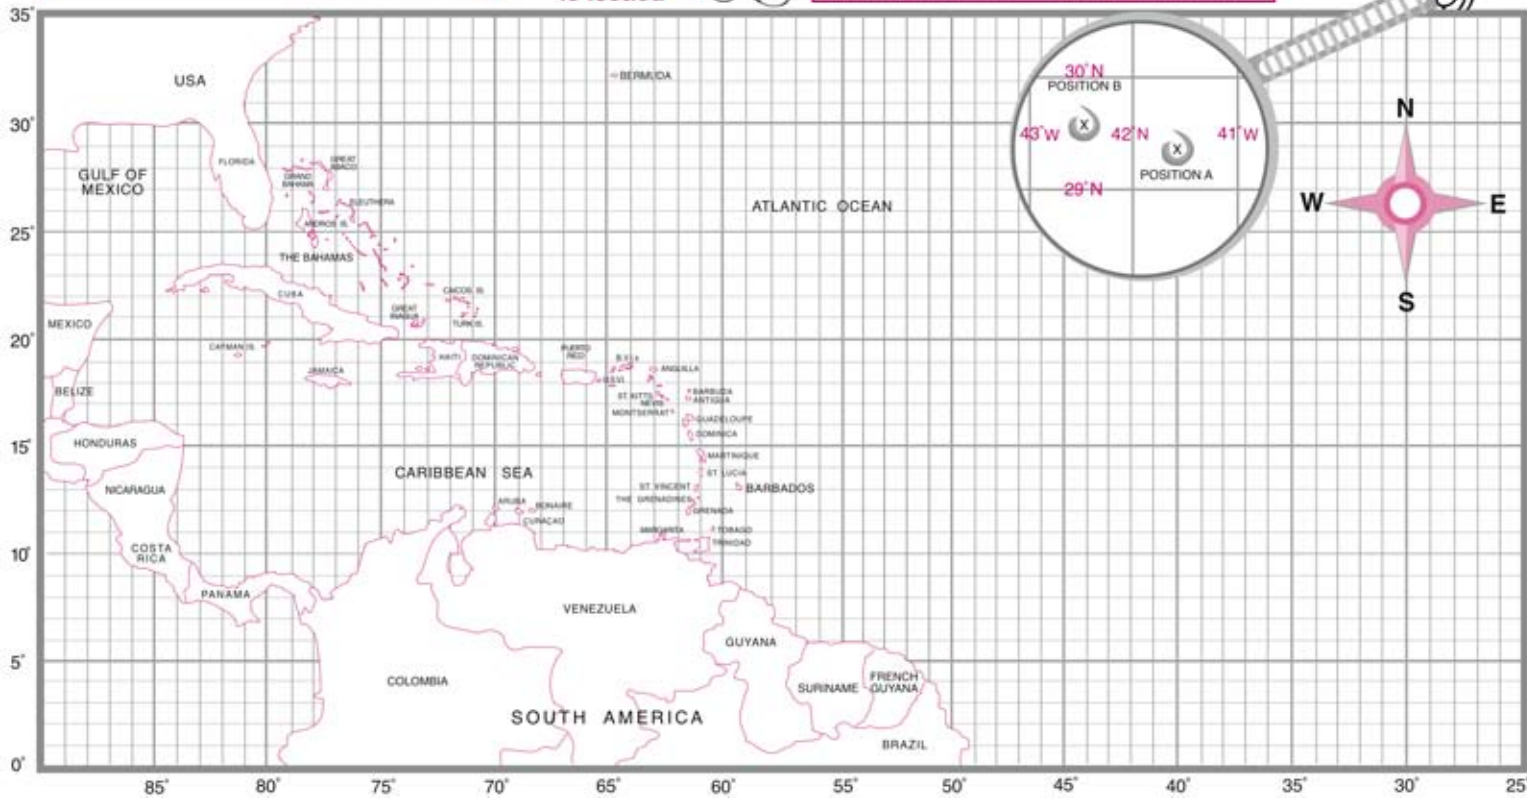 is located
35°
USA
BERMUDA
30°N
POSITION B
X
43°W
42°N
41°W
X
POSITION A
29°N
N
W
E
S
30°
FLORIDA
GREAT
ABACO
GRAND
BAHAMA
GULF OF
MEXICO
ELEUTHERA
ATLANTIC OCEAN
ANDROS IS.
25°
THE BAHAMAS
CUBA
CAICOS IS.
GREAT
INAGUA
TURK IS.
MEXICO
20°
CAYMAN IS.
HAITI
DOMINICAN
REPUBLIC
PUERTO
RICO
B.V.I.s
U.S.V.I.
ANGUILLA
JAMAICA
BELIZE
ST. KITTS
NEVIS
BARBUDA
ANTIGUA
MONTSERRAT
GUADELOUPE
DOMINICA
HONDURAS
15°
MARTINIQUE
CARIBBEAN SEA
ST. LUCIA
NICARAGUA
ST. VINCENT
BARBADOS
THE GRENADINES
ARUBA
BONAIRE
GRENADA
CURACAO
MARGARITA
TOBAGO
TRINIDAD
COSTA
RICA
10°
PANAMA
VENEZUELA
GUYANA
5°
COLOMBIA
SURINAME
FRENCH
GUYANA
SOUTH AMERICA
BRAZIL
0°
85°
80°
75°
70°
65°
60°
55°
50°
45°
40°
35°
30°
25